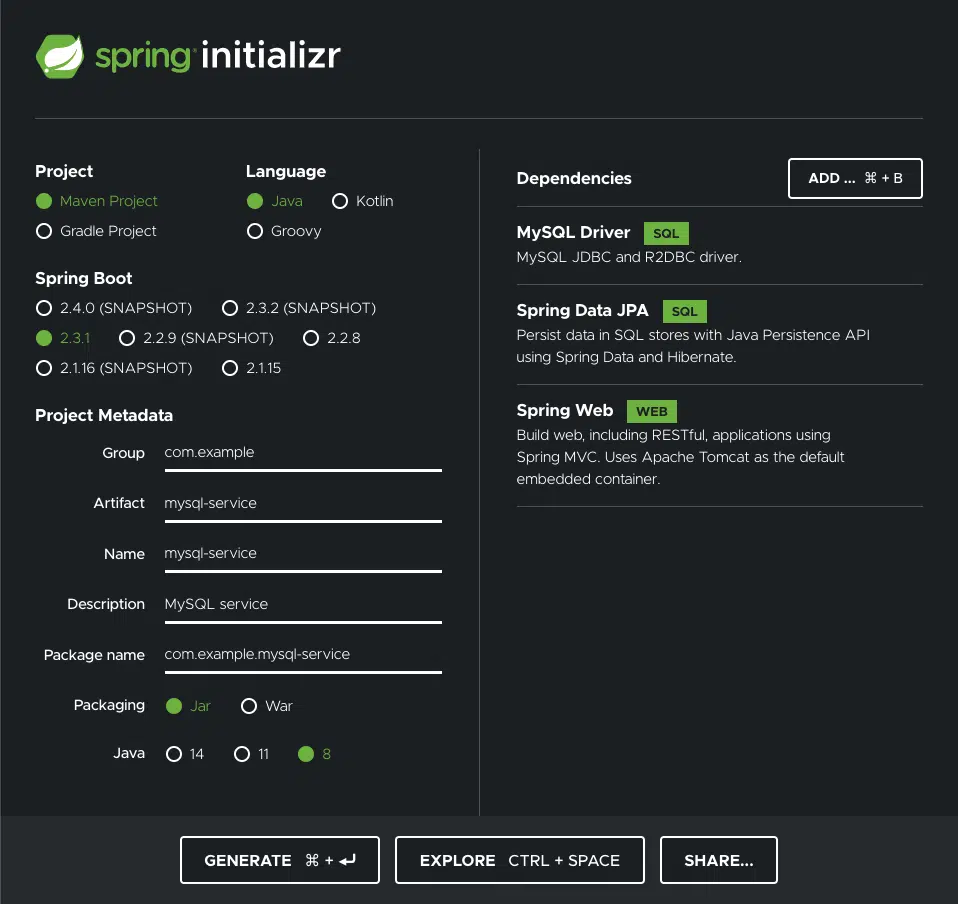 spring initializr
Project
Maven Project
Gradle Project
Language
Java Kotlin
Groovy
Spring Boot
2.4.0 (SNAPSHOT) 2.3.2 (SNAPSHOT)
2.3.1 2.2.9 (SNAPSHOT) 2.2.8
2.1.16 (SNAPSHOT) 2.1.15
Project Metadata
Group com.example
Artifact mysql-service
Name mysql-service
Description MySQL service
Package name com.example.mysql-service
Packaging Jar War
Java 14 11 8
Dependencies ADD ... ⌘ + B
MySQL Driver SQL
MySQL JDBC and R2DBC driver.
Spring Data JPA SQL
Persist data in SQL stores with Java Persistence API
using Spring Data and Hibernate.
Spring Web WEB
Build web, including RESTful, applications using
Spring MVC. Uses Apache Tomcat as the default
embedded container.
GENERATE ⌘ + ↵ EXPLORE CTRL + SPACE SHARE...